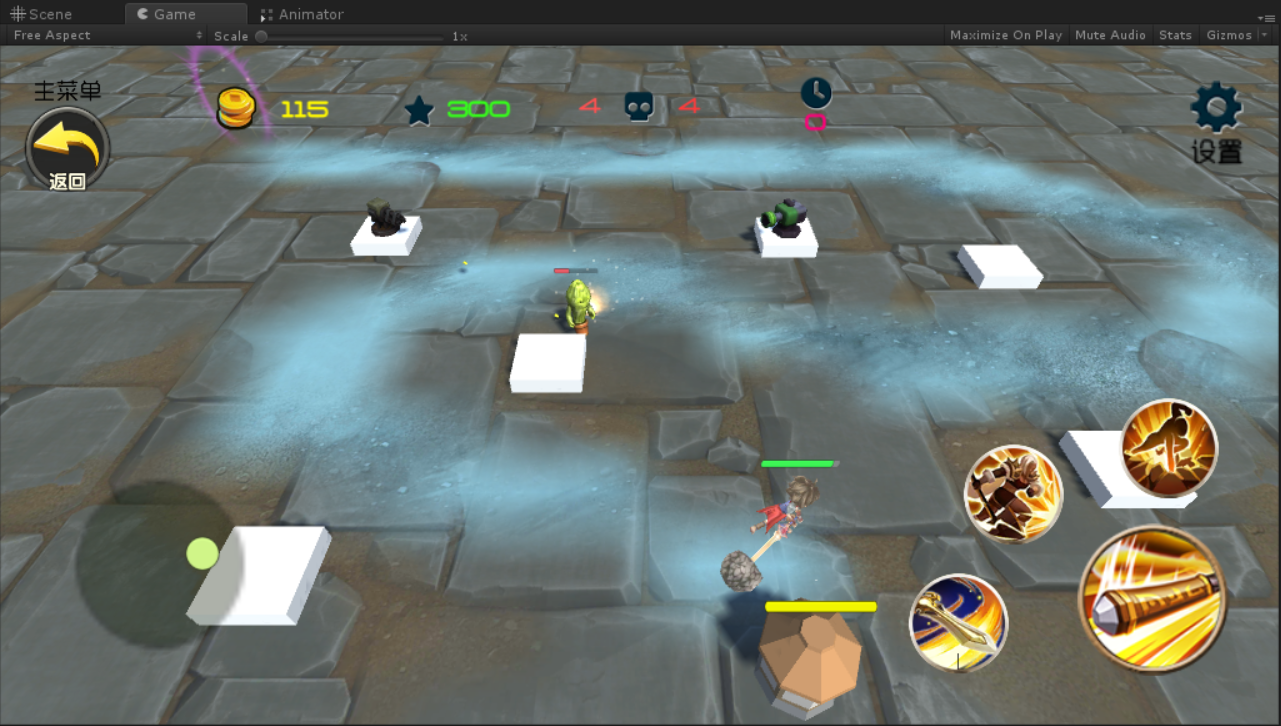 Scene
Game
Animator
Free Aspect
Scale
1x
Maximize On Play
Mute Audio
Stats
Gizmos
主菜单
115
300
4
4
0
设置
返回